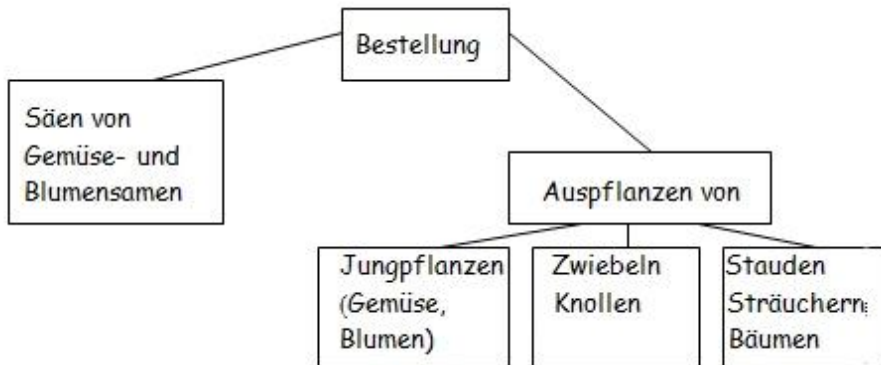 Bestellung
Säen von
Gemüse- und
Blumensamen
Auspflanzen von
Jungpflanzen
(Gemüse,
Blumen)
Zwiebeln
Knollen
Stauden
Sträuchern,
Bäumen